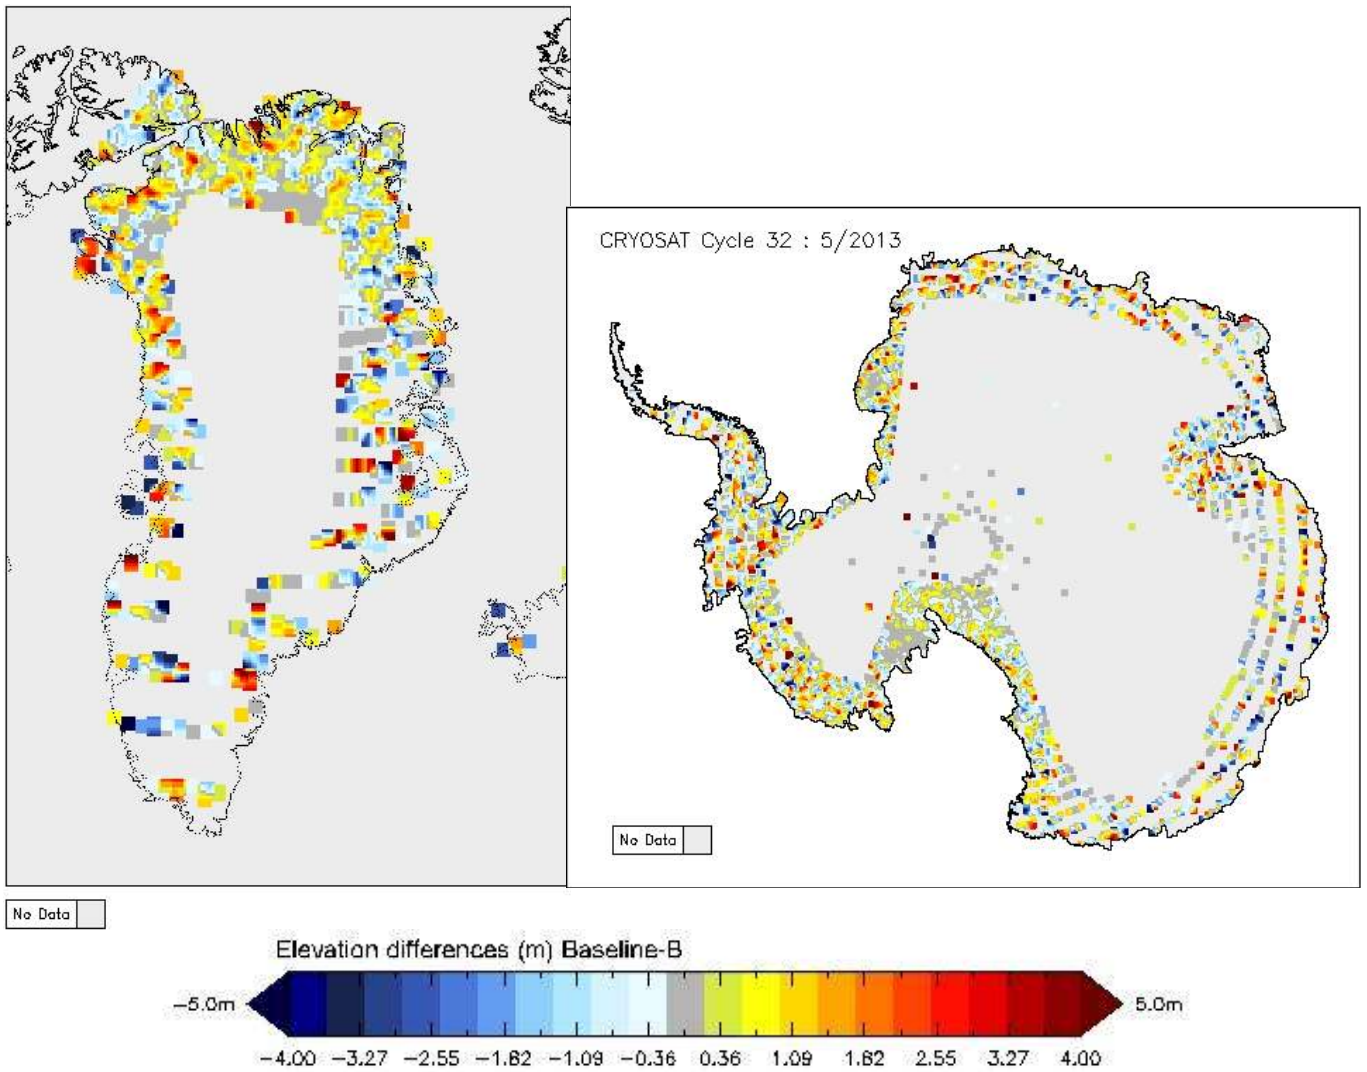 CRYOSAT Cycle 32 : 5/2013
No Data
No Data
Elevation differences (m) Baseline-B
-5.0m
5.0m
-4.00 -3.27 -2.55 -1.82 -1.09 -0.36 0.36 1.09 1.82 2.55 3.27 4.00